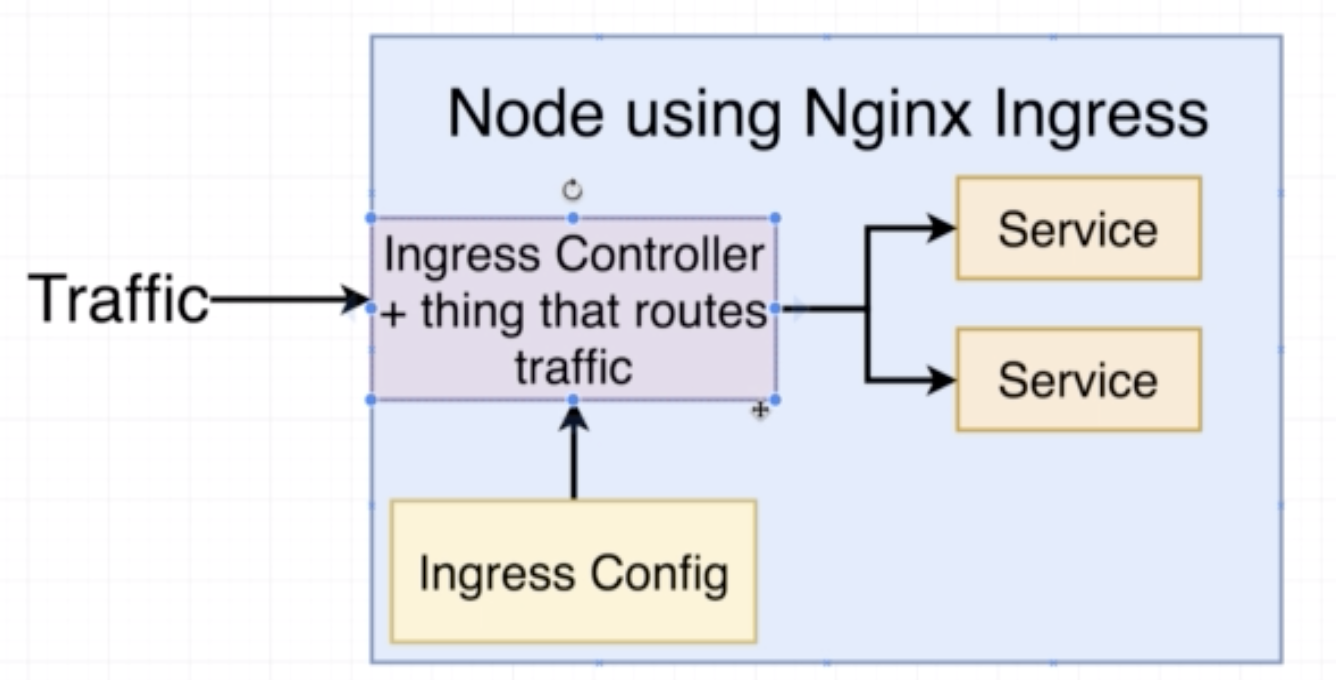 Node using Nginx Ingress
Traffic
Ingress Controller
+ thing that routes
traffic
Service
Service
Ingress Config